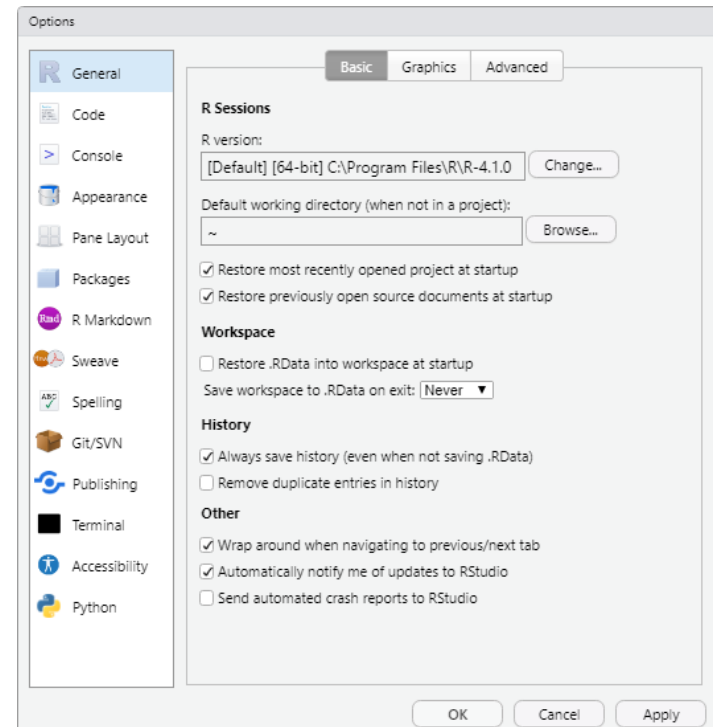 Options
General
Code
Console
Appearance
Pane Layout
Packages
Rmd
R Markdown
Sweave
ABC
Spelling
Git/SVN
Publishing
Terminal
Accessibility
Python
Basic Graphics Advanced
R Sessions
R version:
[Default] [64-bit] C:\Program Files\R\R-4.1.0 Change...
Default working directory (when not in a project):
~ Browse...
Restore most recently opened project at startup
Restore previously open source documents at startup
Workspace
Restore .RData into workspace at startup
Save workspace to .RData on exit: Never
History
Always save history (even when not saving .RData)
Remove duplicate entries in history
Other
Wrap around when navigating to previous/next tab
Automatically notify me of updates to RStudio
Send automated crash reports to RStudio
OK Cancel Apply